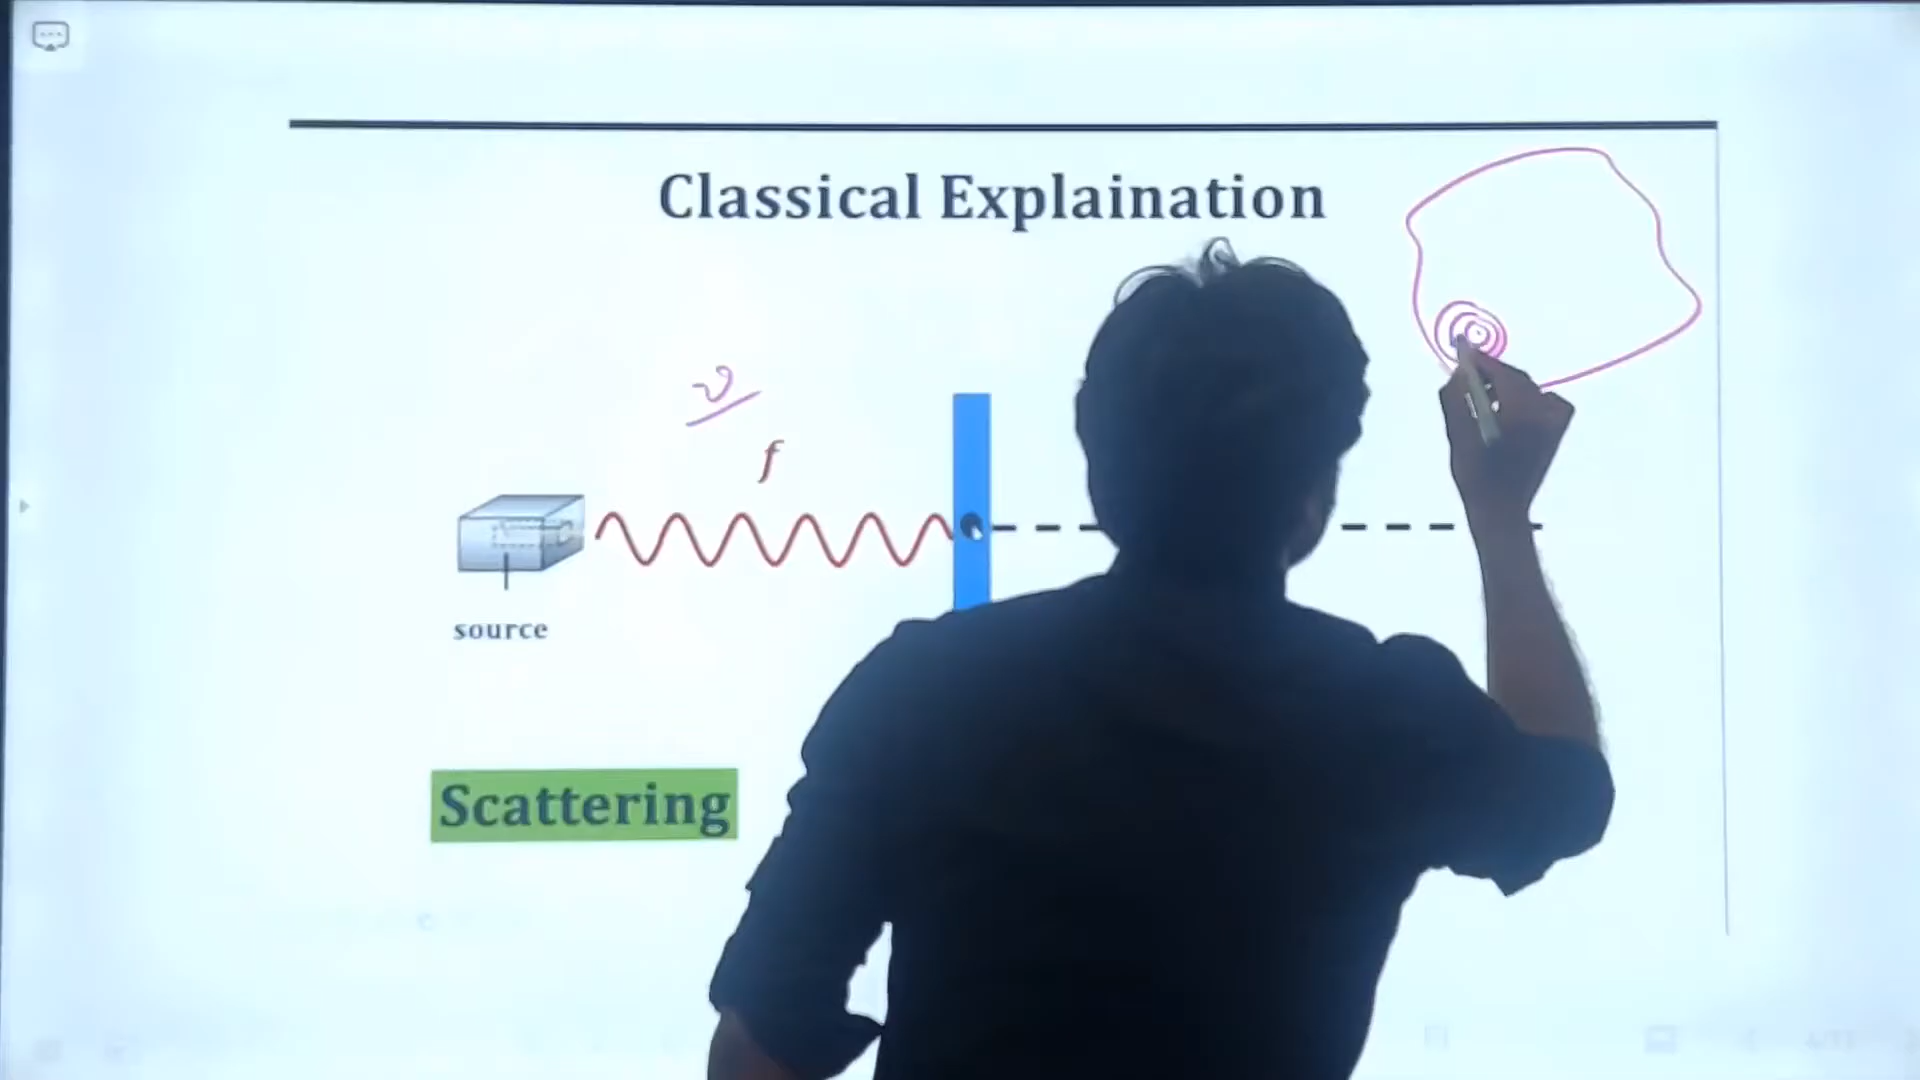 Classical Explaination
ν
f
source
Scattering